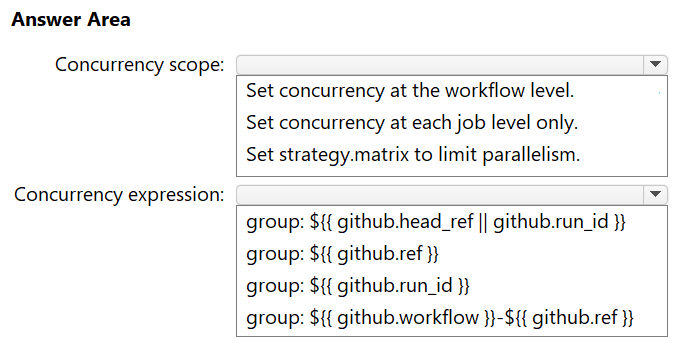 Answer Area
Concurrency scope:
Set concurrency at the workflow level.
Set concurrency at each job level only.
Set strategy.matrix to limit parallelism.
Concurrency expression:
group: ${{ github.head_ref || github.run_id }}
group: ${{ github.ref }}
group: ${{ github.run_id }}
group: ${{ github.workflow }}-${{ github.ref }}